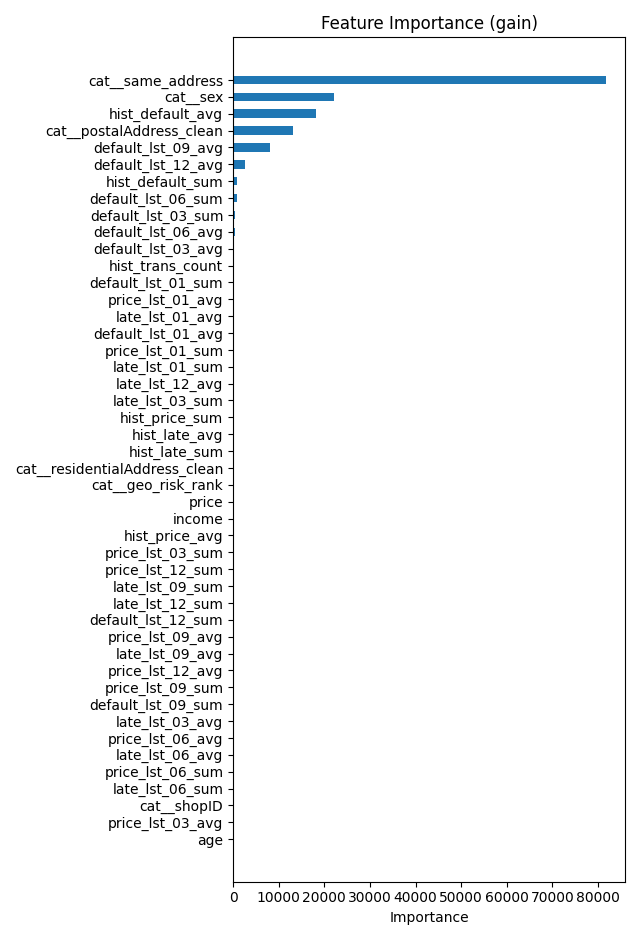 Feature Importance (gain)
cat__same_address
cat__sex
hist_default_avg
cat__postalAddress_clean
default_lst_09_avg
default_lst_12_avg
hist_default_sum
default_lst_06_sum
default_lst_03_sum
default_lst_06_avg
default_lst_03_avg
hist_trans_count
default_lst_01_sum
price_lst_01_avg
late_lst_01_avg
default_lst_01_avg
price_lst_01_sum
late_lst_01_sum
late_lst_12_avg
late_lst_03_sum
hist_price_sum
hist_late_avg
hist_late_sum
cat__residentialAddress_clean
cat__geo_risk_rank
price
income
hist_price_avg
price_lst_03_sum
price_lst_12_sum
late_lst_09_sum
late_lst_12_sum
default_lst_12_sum
price_lst_09_avg
late_lst_09_avg
price_lst_12_avg
price_lst_09_sum
default_lst_09_sum
late_lst_03_avg
price_lst_06_avg
late_lst_06_avg
price_lst_06_sum
late_lst_06_sum
cat__shopID
price_lst_03_avg
age
0 10000 20000 30000 40000 50000 60000 70000 80000
Importance